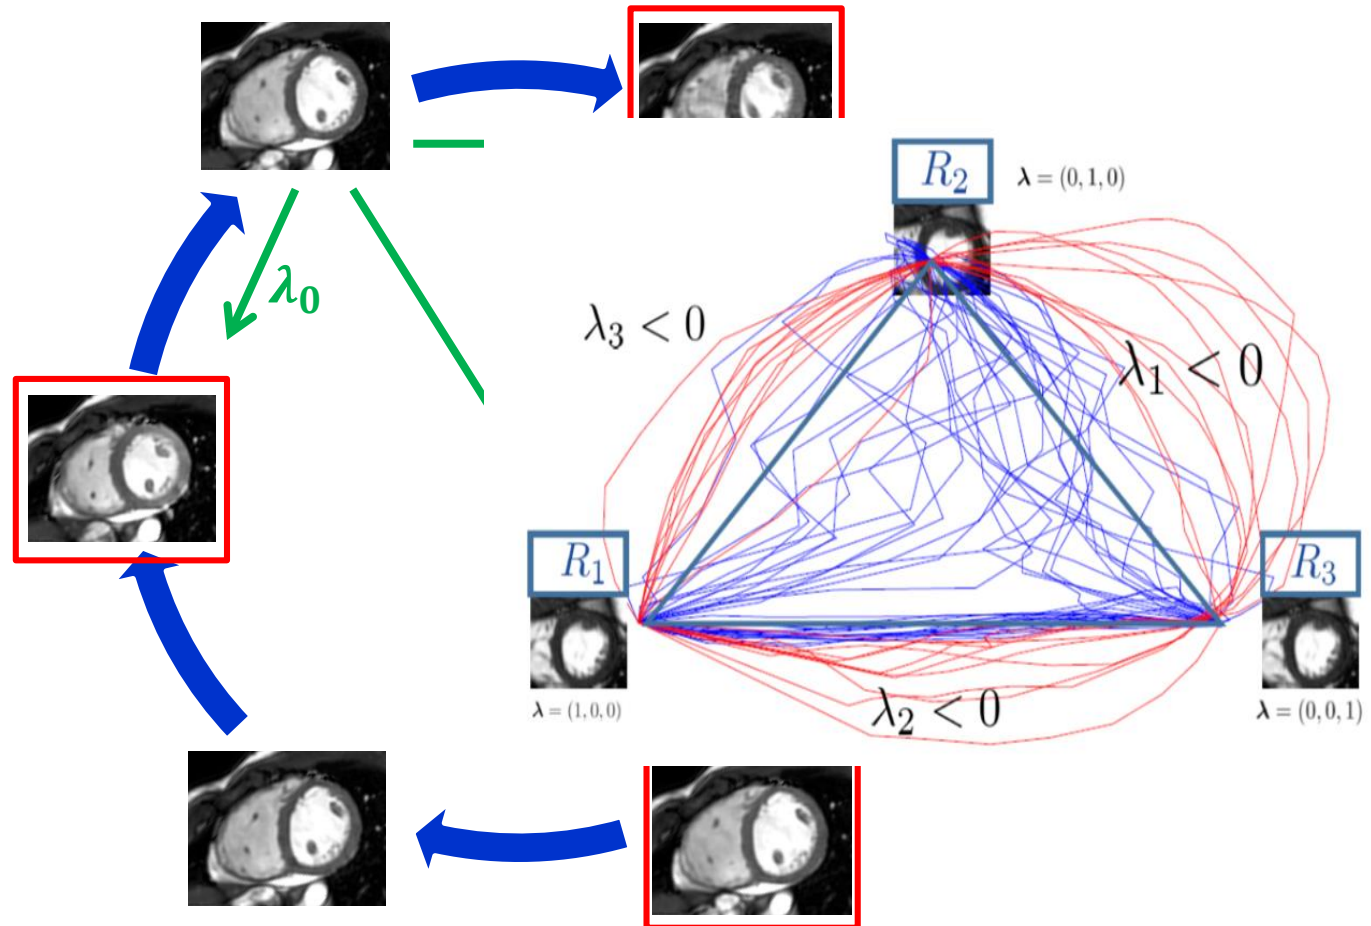 R₂
λ = (0, 1, 0)
λ₀
λ₃ < 0
λ₁ < 0
R₁
R₃
λ = (1, 0, 0)
λ₂ < 0
λ = (0, 0, 1)